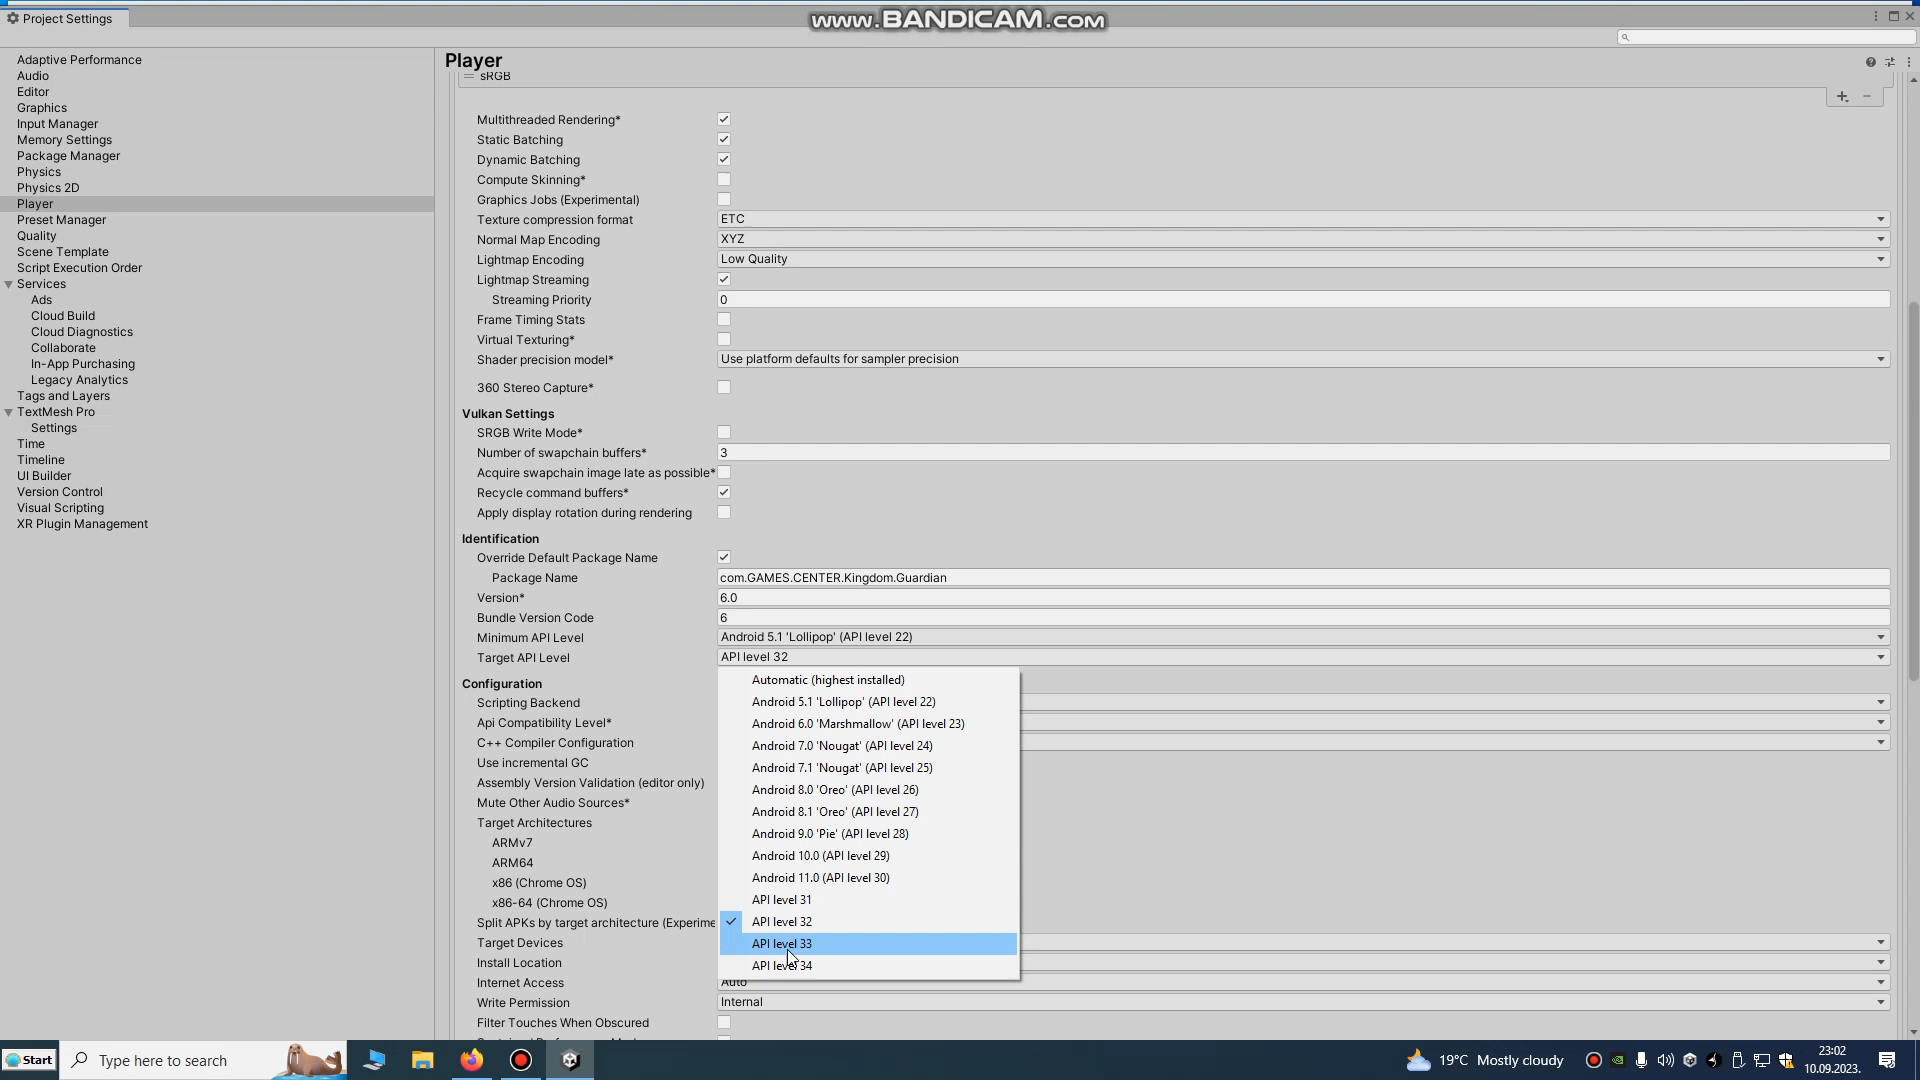 Project Settings
www.BANDICAM.com
Adaptive Performance
Audio
Editor
Graphics
Input Manager
Memory Settings
Package Manager
Physics
Physics 2D
Player
Preset Manager
Quality
Scene Template
Script Execution Order
Services
Ads
Cloud Build
Cloud Diagnostics
Collaborate
In-App Purchasing
Legacy Analytics
Tags and Layers
TextMesh Pro
Settings
Time
Timeline
UI Builder
Version Control
Visual Scripting
XR Plugin Management
Player
sRGB
Multithreaded Rendering*
Static Batching
Dynamic Batching
Compute Skinning*
Graphics Jobs (Experimental)
Texture compression format ETC
Normal Map Encoding XYZ
Lightmap Encoding Low Quality
Lightmap Streaming
Streaming Priority 0
Frame Timing Stats
Virtual Texturing*
Shader precision model* Use platform defaults for sampler precision
360 Stereo Capture*
Vulkan Settings
SRGB Write Mode*
Number of swapchain buffers* 3
Acquire swapchain image late as possible*
Recycle command buffers*
Apply display rotation during rendering
Identification
Override Default Package Name
Package Name com.GAMES.CENTER.Kingdom.Guardian
Version* 6.0
Bundle Version Code 6
Minimum API Level Android 5.1 'Lollipop' (API level 22)
Target API Level API level 32
Configuration
Scripting Backend
Api Compatibility Level*
C++ Compiler Configuration
Use incremental GC
Assembly Version Validation (editor only)
Mute Other Audio Sources*
Target Architectures
ARMv7
ARM64
x86 (Chrome OS)
x86-64 (Chrome OS)
Split APKs by target architecture (Experime
Target Devices
Install Location
Internet Access Auto
Write Permission Internal
Filter Touches When Obscured
Automatic (highest installed)
Android 5.1 'Lollipop' (API level 22)
Android 6.0 'Marshmallow' (API level 23)
Android 7.0 'Nougat' (API level 24)
Android 7.1 'Nougat' (API level 25)
Android 8.0 'Oreo' (API level 26)
Android 8.1 'Oreo' (API level 27)
Android 9.0 'Pie' (API level 28)
Android 10.0 (API level 29)
Android 11.0 (API level 30)
API level 31
API level 32
API level 33
API level 34
Start
Type here to search
19°C Mostly cloudy
23:02
10.09.2023.